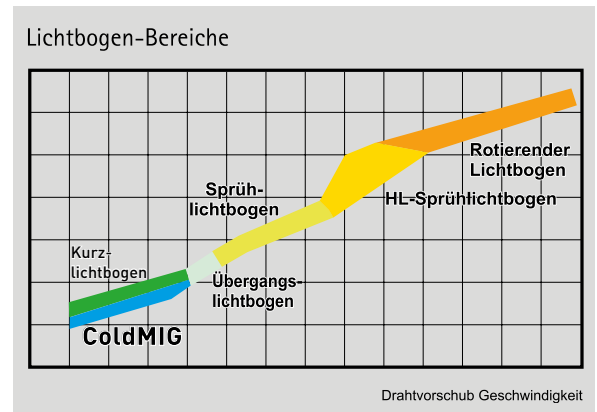 Lichtbogen-Bereiche
Rotierender
Lichtbogen
HL-Sprühlichtbogen
Sprüh-
lichtbogen
Kurz-
lichtbogen
Übergangs-
lichtbogen
ColdMIG
Drahtvorschub Geschwindigkeit